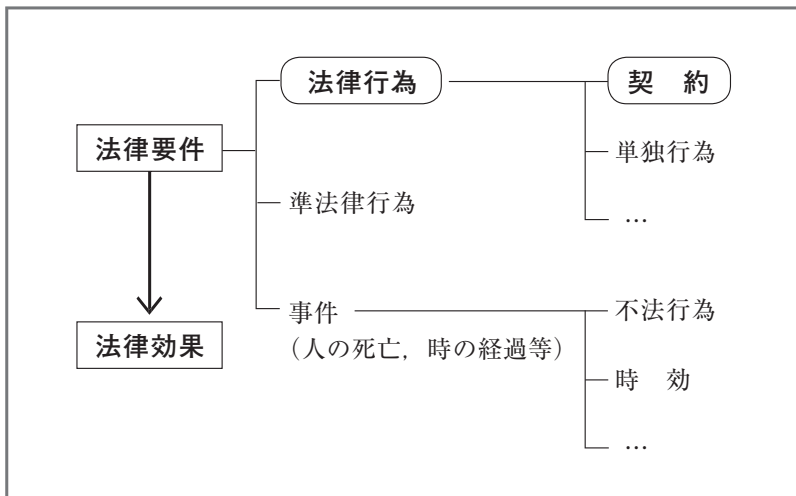 法律行為
契 約
法律要件
単独行為
準法律行為
…
事件
不法行為
法律効果
（人の死亡，時の経過等）
時 効
…